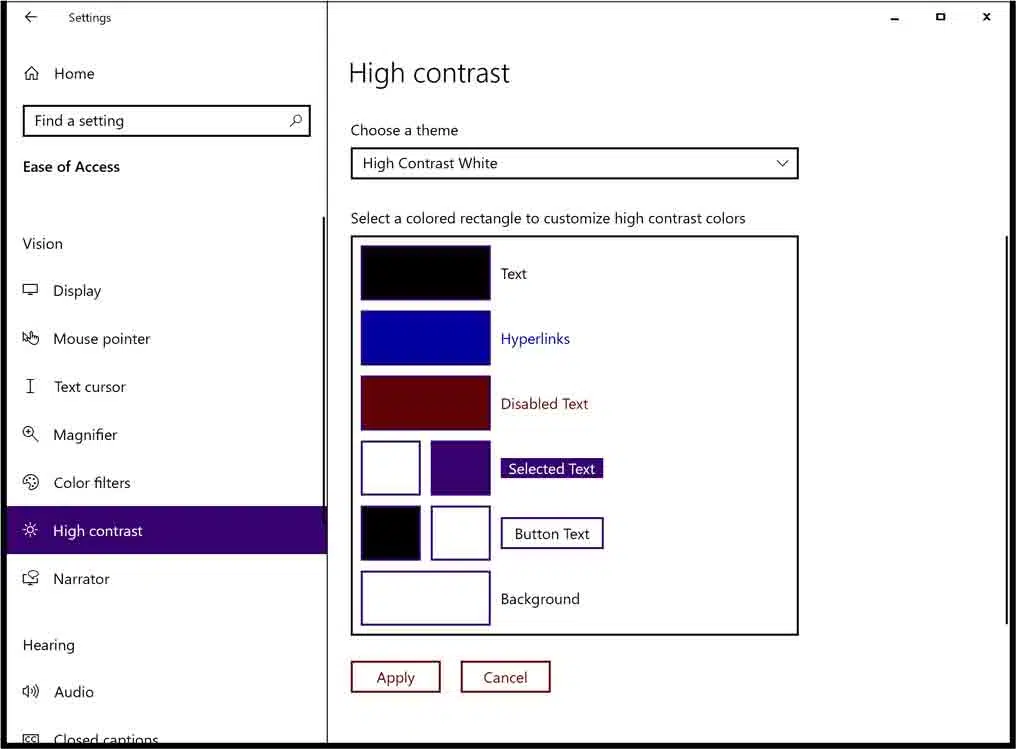 Settings
Home
Find a setting
Ease of Access
Vision
Display
Mouse pointer
Text cursor
Magnifier
Color filters
High contrast
Narrator
Hearing
Audio
Closed captions
High contrast
Choose a theme
High Contrast White
Select a colored rectangle to customize high contrast colors
Text
Hyperlinks
Disabled Text
Selected Text
Button Text
Background
Apply
Cancel